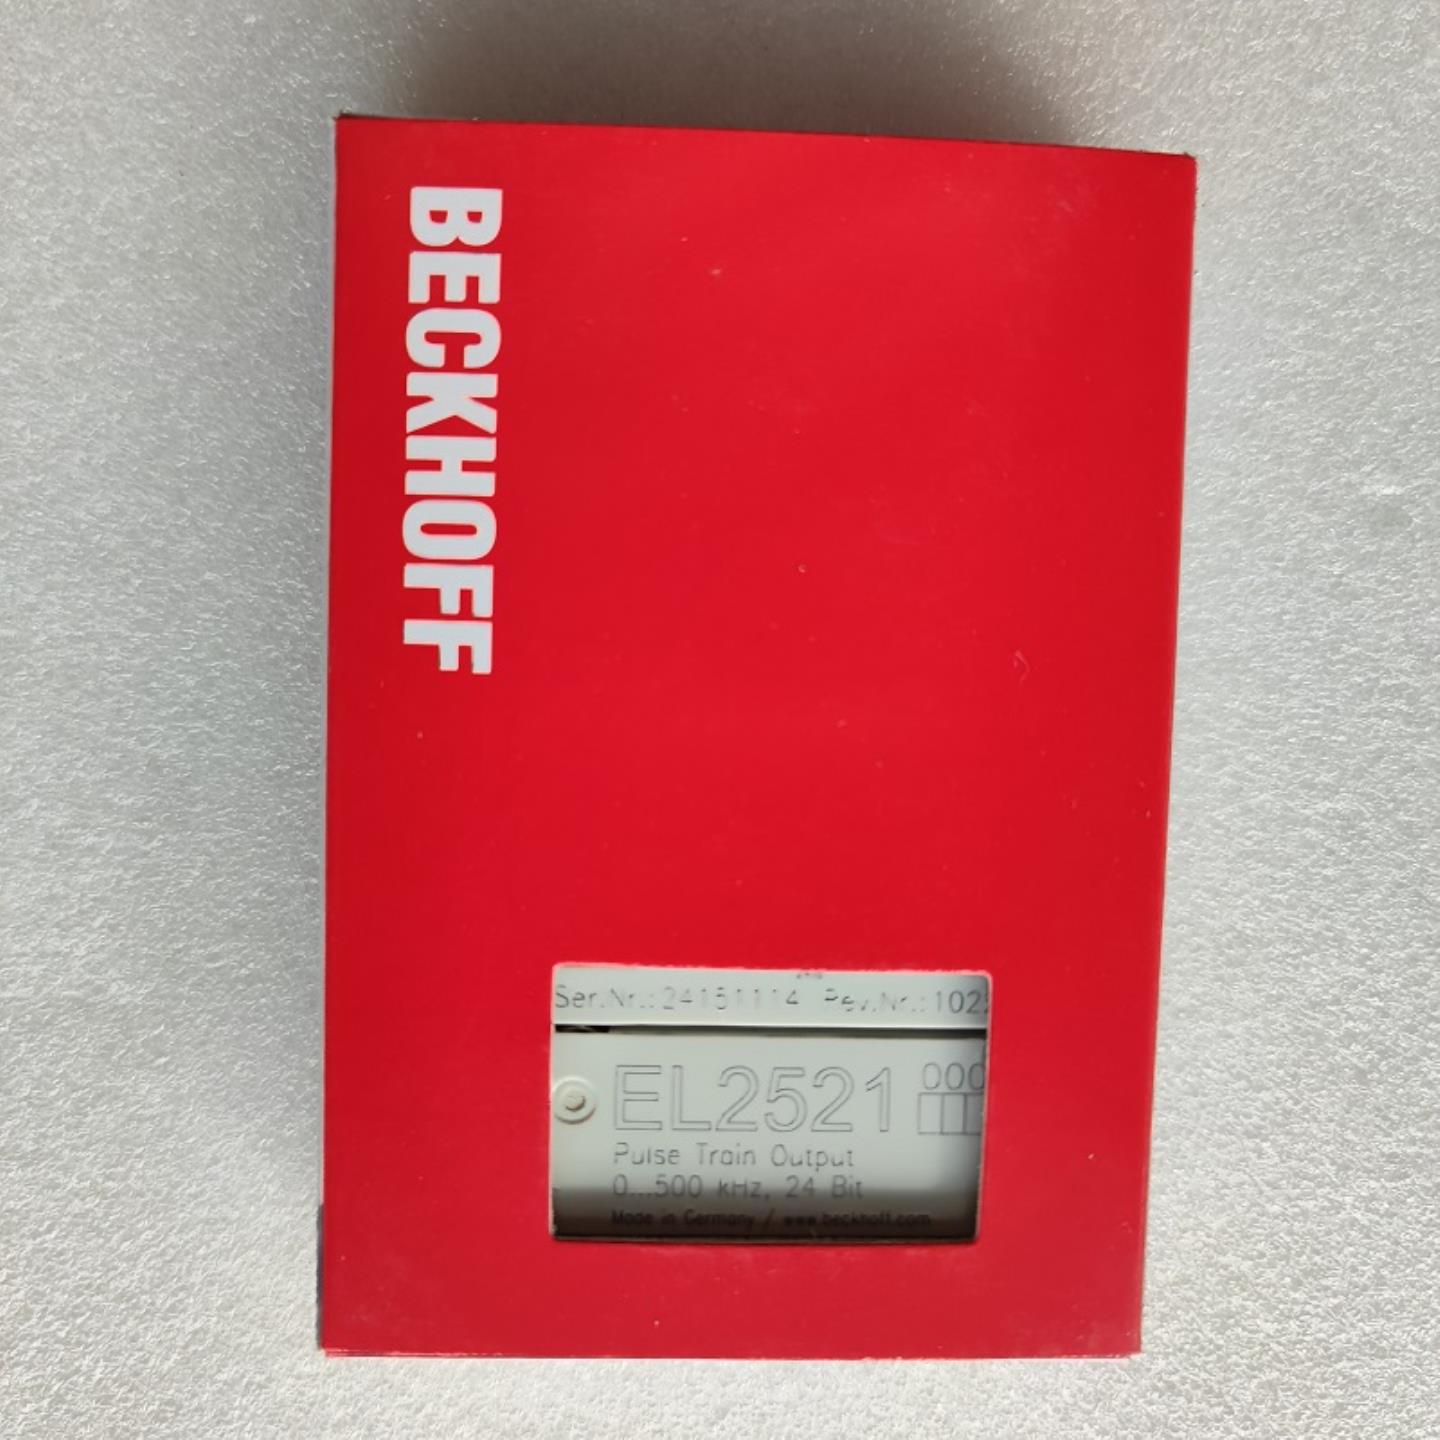 BECKHOFF
Ser.Nr.:24151114 Rev.Nr.:102
EL2521 000
Pulse Train Output
0...500 kHz, 24 Bit
Made in Germany / www.beckhoff.com